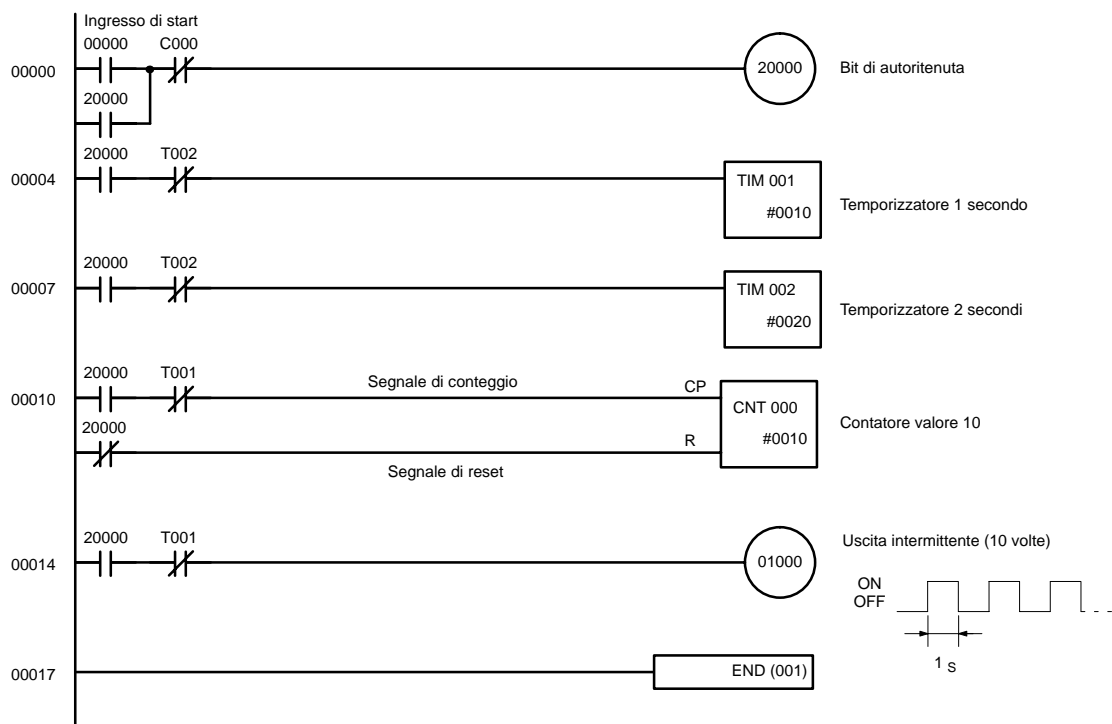 Ingresso di start
00000 C000
00000
20000
Bit di autoritenuta
20000
20000 T002
00004
TIM 001
#0010
Temporizzatore 1 secondo
20000 T002
00007
TIM 002
#0020
Temporizzatore 2 secondi
20000 T001
Segnale di conteggio
CP
00010
CNT 000
#0010
Contatore valore 10
20000
R
Segnale di reset
20000 T001
00014
01000
Uscita intermittente (10 volte)
ON
OFF
1 S
00017
END (001)